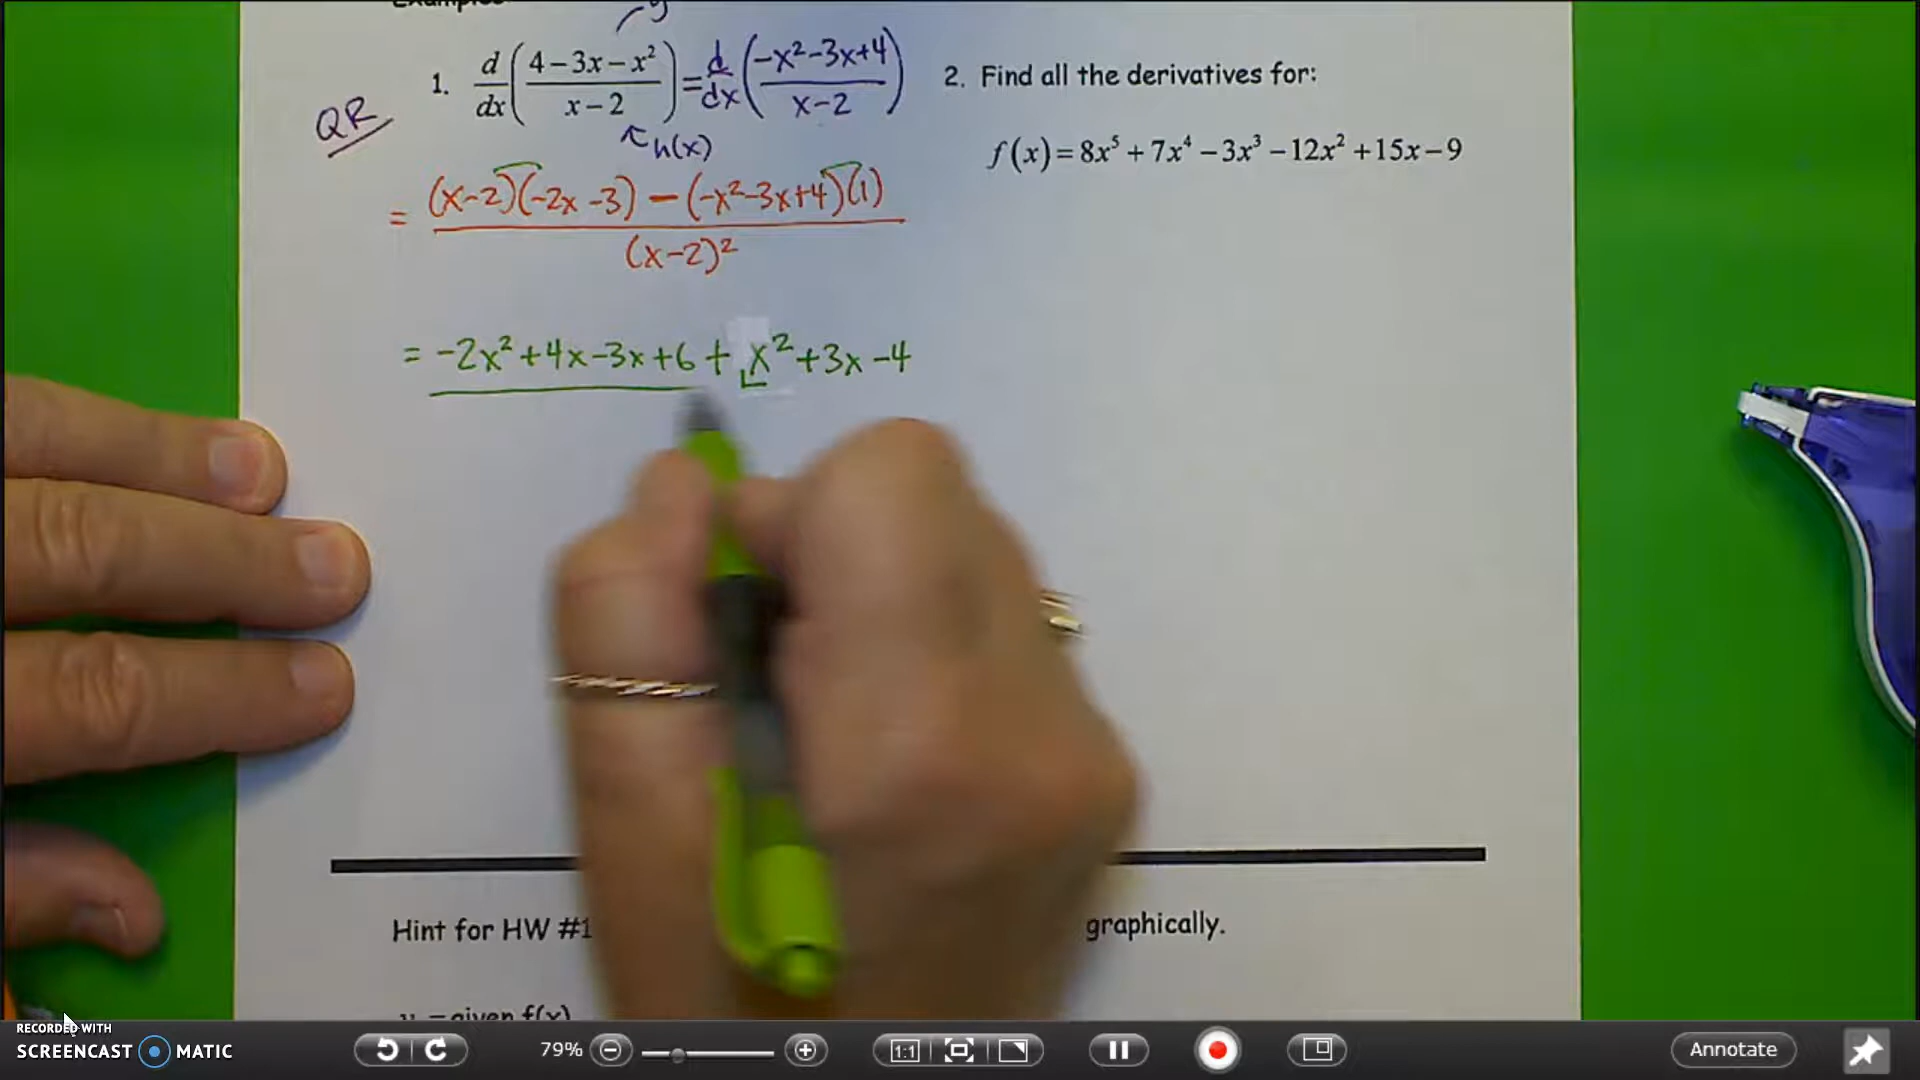 1. d/dx((4-3x-x²)/(x-2)) = d/dx((-x²-3x+4)/(x-2))
QR
h(x)
= ((x-2)(-2x-3) - (-x²-3x+4)(1))/(x-2)²
= -2x²+4x-3x+6+x²+3x-4
2. Find all the derivatives for:
f(x)=8x⁵+7x⁴-3x³-12x²+15x-9
Hint for HW #1 graphically.
= given f(x)
RECORDED WITH
SCREENCAST MATIC
79%
1:1
Annotate